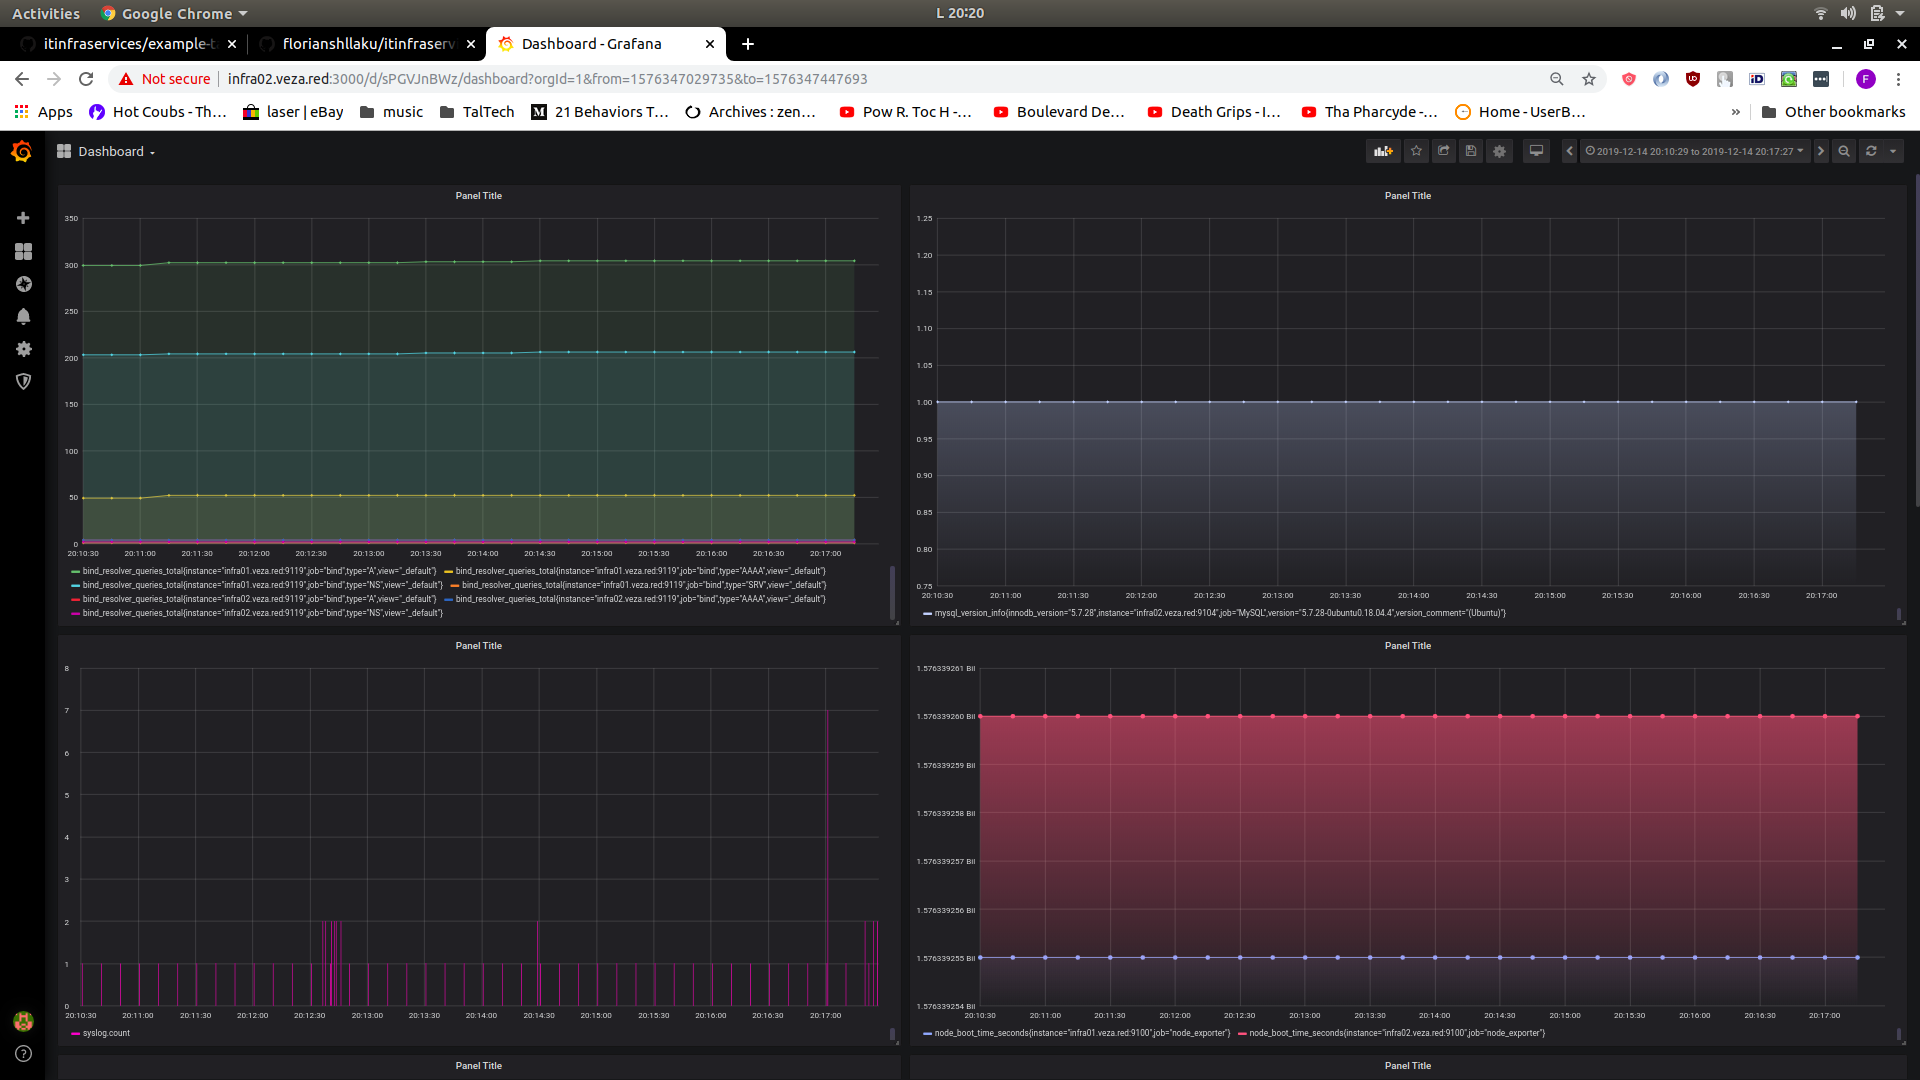 Activities Google Chrome L 20:20
itinfraservices/example-t florianshllaku/itinfraserv Dashboard - Grafana
Not secure infra02.veza.red:3000/d/sPGVJnBWz/dashboard?orgId=1&from=1576347029735&to=1576347447693
Apps Hot Coubs - Th... laser | eBay music TalTech 21 Behaviors T... Archives : zen... Pow R. Toc H -... Boulevard De... Death Grips - I... Tha Pharcyde -... Home - UserB... » Other bookmarks
Dashboard 2019-12-14 20:10:29 to 2019-12-14 20:17:27
Panel Title
350
300
250
200
150
100
50
0
20:10:30 20:11:00 20:11:30 20:12:00 20:12:30 20:13:00 20:13:30 20:14:00 20:14:30 20:15:00 20:15:30 20:16:00 20:16:30 20:17:00
bind_resolver_queries_total{instance="infra01.veza.red:9119",job="bind",type="A",view="_default"} bind_resolver_queries_total{instance="infra01.veza.red:9119",job="bind",type="AAAA",view="_default"}
bind_resolver_queries_total{instance="infra01.veza.red:9119",job="bind",type="NS",view="_default"} bind_resolver_queries_total{instance="infra01.veza.red:9119",job="bind",type="SRV",view="_default"}
bind_resolver_queries_total{instance="infra02.veza.red:9119",job="bind",type="A",view="_default"} bind_resolver_queries_total{instance="infra02.veza.red:9119",job="bind",type="AAAA",view="_default"}
bind_resolver_queries_total{instance="infra02.veza.red:9119",job="bind",type="NS",view="_default"}
Panel Title
1.25
1.20
1.15
1.10
1.05
1.00
0.95
0.90
0.85
0.80
0.75
20:10:30 20:11:00 20:11:30 20:12:00 20:12:30 20:13:00 20:13:30 20:14:00 20:14:30 20:15:00 20:15:30 20:16:00 20:16:30 20:17:00
mysql_version_info{innodb_version="5.7.28",instance="infra02.veza.red:9104",job="MySQL",version="5.7.28-0ubuntu0.18.04.4",version_comment="(Ubuntu)"}
Panel Title
8
7
6
5
4
3
2
1
0
20:10:30 20:11:00 20:11:30 20:12:00 20:12:30 20:13:00 20:13:30 20:14:00 20:14:30 20:15:00 20:15:30 20:16:00 20:16:30 20:17:00
syslog.count
Panel Title
1.576339261 Bil
1.576339260 Bil
1.576339259 Bil
1.576339258 Bil
1.576339257 Bil
1.576339256 Bil
1.576339255 Bil
1.576339254 Bil
20:10:30 20:11:00 20:11:30 20:12:00 20:12:30 20:13:00 20:13:30 20:14:00 20:14:30 20:15:00 20:15:30 20:16:00 20:16:30 20:17:00
node_boot_time_seconds{instance="infra01.veza.red:9100",job="node_exporter"} node_boot_time_seconds{instance="infra02.veza.red:9100",job="node_exporter"}
Panel Title
Panel Title